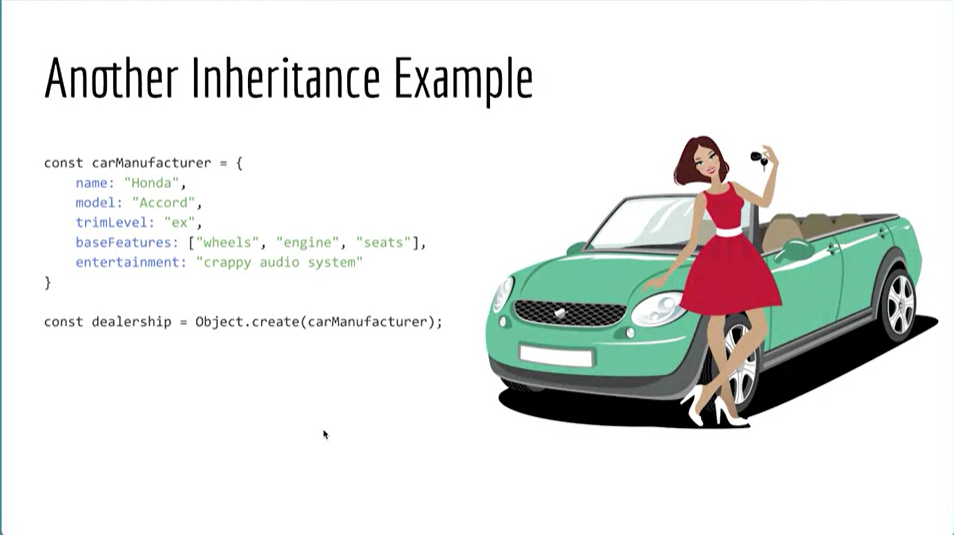 Another Inheritance Example
const carManufacturer = {
    name: "Honda",
    model: "Accord",
    trimLevel: "ex",
    baseFeatures: ["wheels", "engine", "seats"],
    entertainment: "crappy audio system"
}
const dealership = Object.create(carManufacturer);